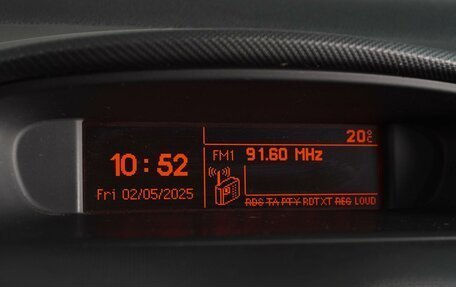 20°C
FM1 91.60 MHz
10:52
Fri 02/05/2025
RDS TA PTY RDTXT REG LOUD